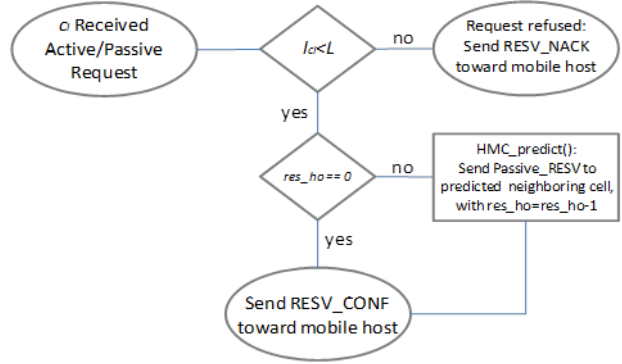 ci Received
Active/Passive
Request
lci<L
no
Request refused:
Send RESV_NACK
toward mobile host
yes
res_ho == 0
no
HMC_predict():
Send Passive_RESV to
predicted neighboring cell,
with res_ho=res_ho-1
yes
Send RESV_CONF
toward mobile host